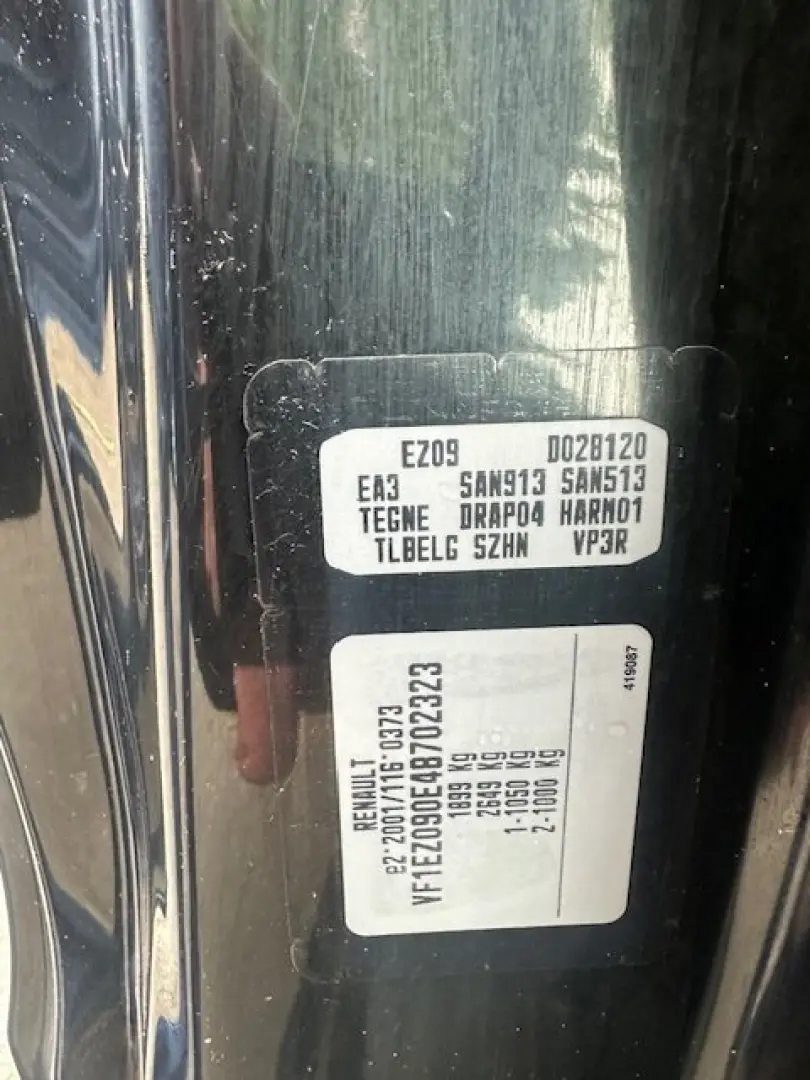 EZ09 D028120
EA3 SAN913 SAN513
TEGNE DRAP04 HARM01
TLBELG SZHN VP3R
RENAULT
e2*2001/116*0373
VF1EZ090E48702323
1899 Kg
2649 Kg
1-1050 Kg
2-1000 Kg
419087